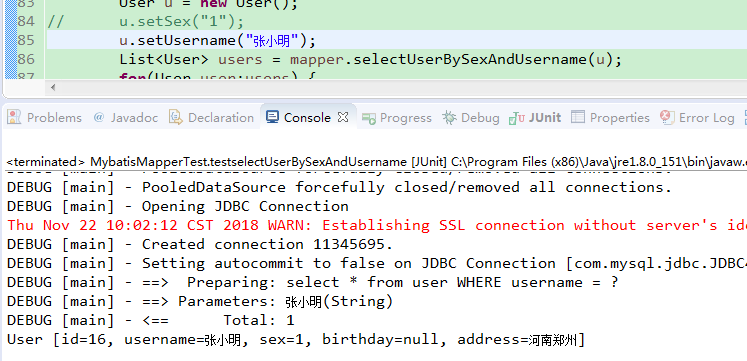 83 User u = new User();
84 // u.setSex("1");
85 u.setUsername("张小明");
86 List<User> users = mapper.selectUserBySexAndUsername(u);
87 for(User user:users) {
Problems @ Javadoc Declaration Console Progress Debug JUnit Properties Error Log
<terminated> MybatisMapperTest.testselectUserBySexAndUsername [JUnit] C:\Program Files (x86)\Java\jre1.8.0_151\bin\javaw.
DEBUG [main] - PooledDataSource forcefully closed/removed all connections.
DEBUG [main] - PooledDataSource forcefully closed/removed all connections.
DEBUG [main] - Opening JDBC Connection
Thu Nov 22 10:02:12 CST 2018 WARN: Establishing SSL connection without server's ide
DEBUG [main] - Created connection 11345695.
DEBUG [main] - Setting autocommit to false on JDBC Connection [com.mysql.jdbc.JDBC4
DEBUG [main] - ==>  Preparing: select * from user WHERE username = ?
DEBUG [main] - ==> Parameters: 张小明(String)
DEBUG [main] - <==      Total: 1
User [id=16, username=张小明, sex=1, birthday=null, address=河南郑州]